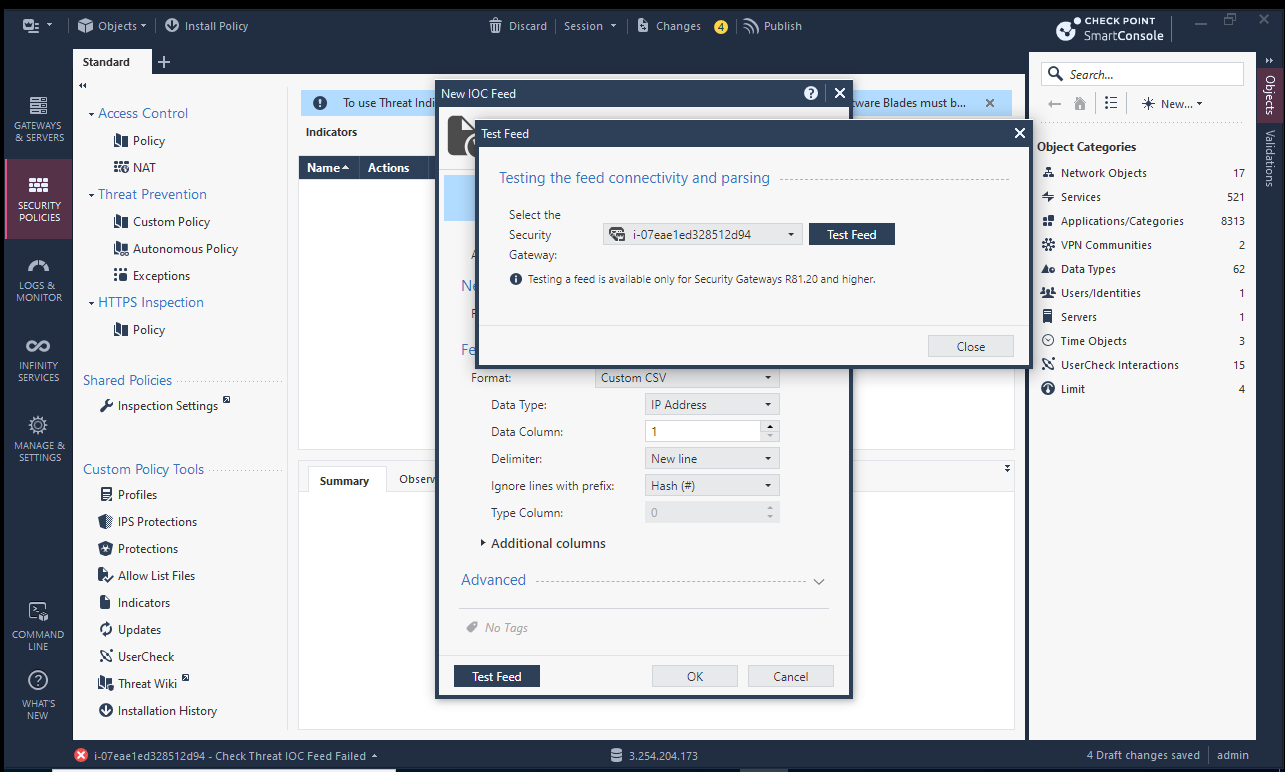 Objects
Install Policy
Discard
Session
Changes
4
Publish
CHECK POINT
SmartConsole
Standard
GATEWAYS
& SERVERS
SECURITY
POLICIES
LOGS &
MONITOR
INFINITY
SERVICES
MANAGE &
SETTINGS
COMMAND
LINE
WHAT'S
NEW
Access Control
Policy
NAT
Threat Prevention
Custom Policy
Autonomous Policy
Exceptions
HTTPS Inspection
Policy
Shared Policies
Inspection Settings
Custom Policy Tools
Profiles
IPS Protections
Protections
Allow List Files
Indicators
Updates
UserCheck
Threat Wiki
Installation History
To use Threat Indi
tware Blades must b...
Indicators
Name
Actions
Summary
Observ
New IOC Feed
?
Test Feed
Testing the feed connectivity and parsing
Select the
Security
Gateway:
i-07eae1ed328512d94
Test Feed
Testing a feed is available only for Security Gateways R81.20 and higher.
Close
A
Ne
F
Fe
Format:
Custom CSV
Data Type:
IP Address
Data Column:
1
Delimiter:
New line
Ignore lines with prefix:
Hash (#)
Type Column:
0
Additional columns
Advanced
No Tags
Test Feed
OK
Cancel
Search...
New...
Object Categories
Network Objects 17
Services 521
Applications/Categories 8313
VPN Communities 2
Data Types 62
Users/Identities 1
Servers 1
Time Objects 3
UserCheck Interactions 15
Limit 4
Objects
Validations
i-07eae1ed328512d94 - Check Threat IOC Feed Failed
3.254.204.173
4 Draft changes saved
admin